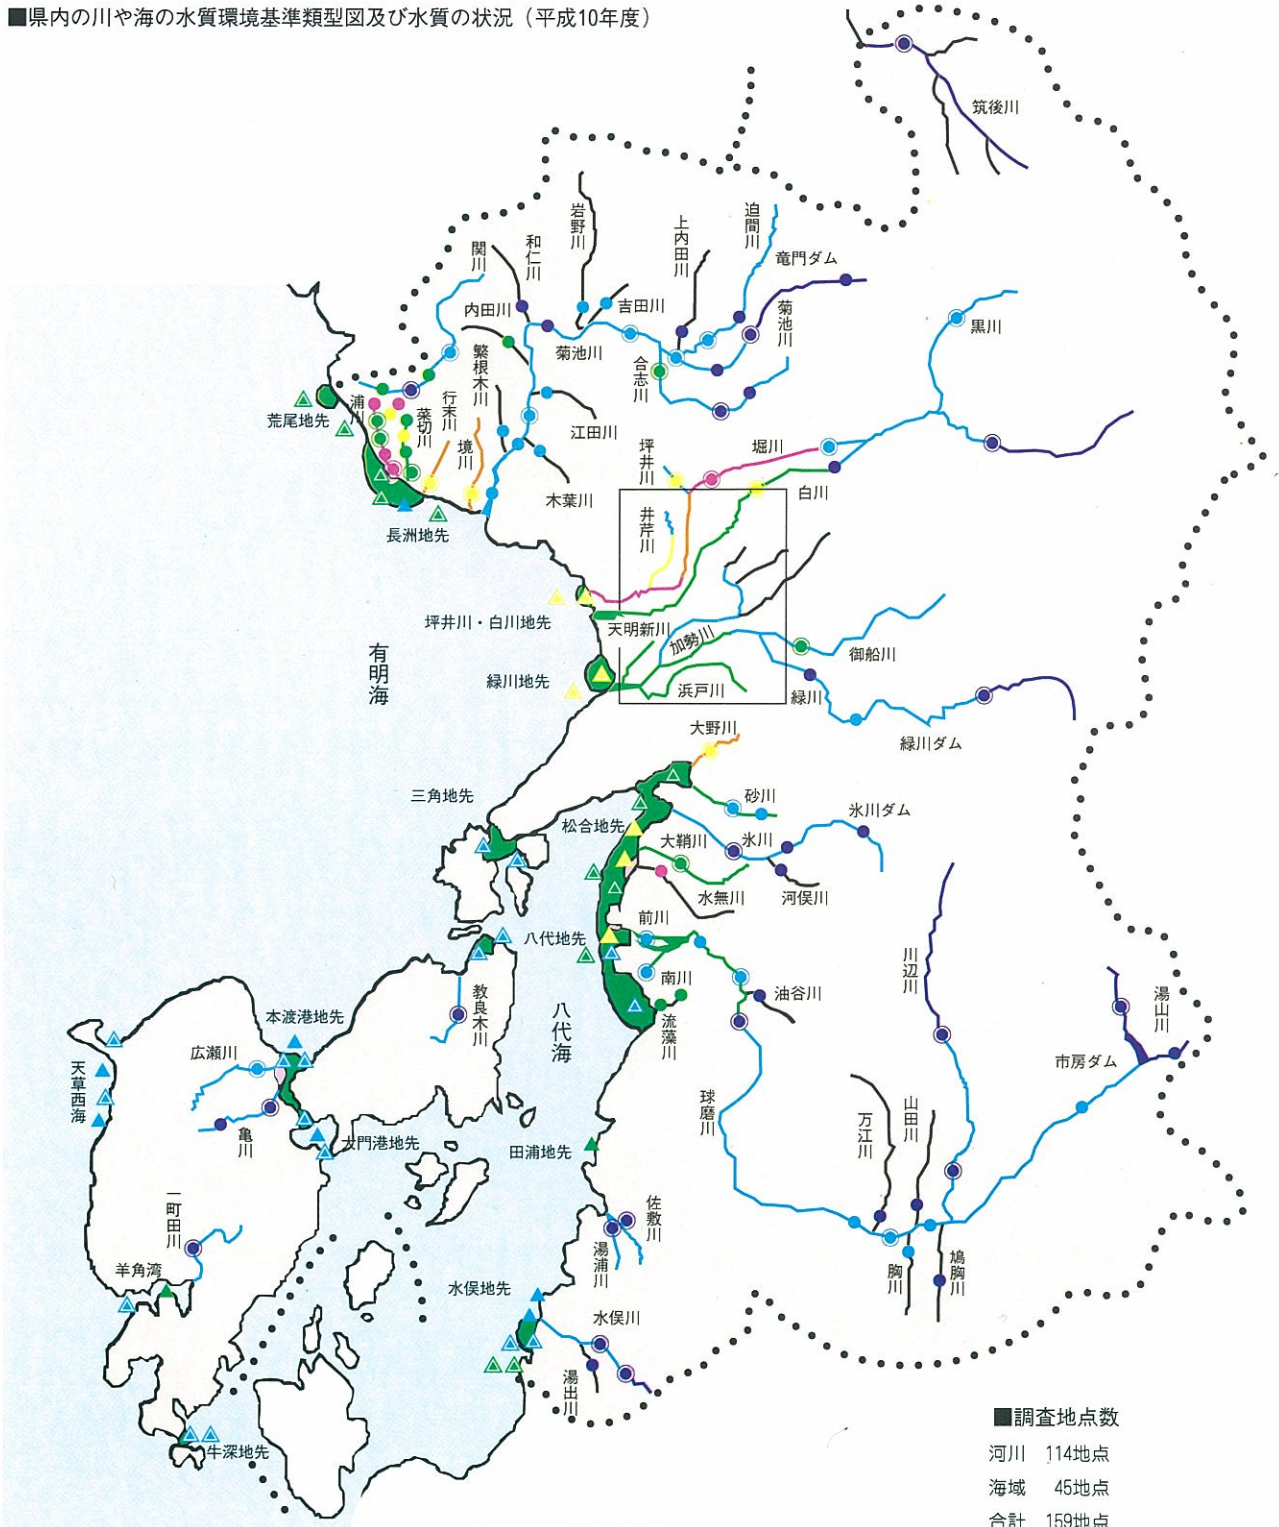 ■県内の川や海の水質環境基準類型図及び水質の状況（平成10年度）
筑後川
岩野川
和仁川
関川
上内田川
迫間川
竜門ダム
内田川
吉田川
菊池川
菊池川
黒川
繁根木川
合志川
行末川
浦川
菜切川
荒尾地先
境川
江田川
坪井川
堀川
木葉川
白川
井芹川
長洲地先
坪井川・白川地先
天明新川
加勢川
御船川
有明海
緑川地先
浜戸川
緑川
大野川
緑川ダム
三角地先
砂川
氷川ダム
松合地先
大鞘川
氷川
水無川
河俣川
前川
八代地先
川辺川
南川
油谷川
教良木川
湯山川
本渡港地先
八代海
流藻川
広瀬川
市房ダム
天草西海
球磨川
万江川
山田川
亀川
大門港地先
田浦地先
一町田川
佐敷川
湯浦川
羊角湾
胸川
鳩胸川
水俣地先
水俣川
湯出川
牛深地先
■調査地点数
河川　114地点
海域　45地点
合計　159地点